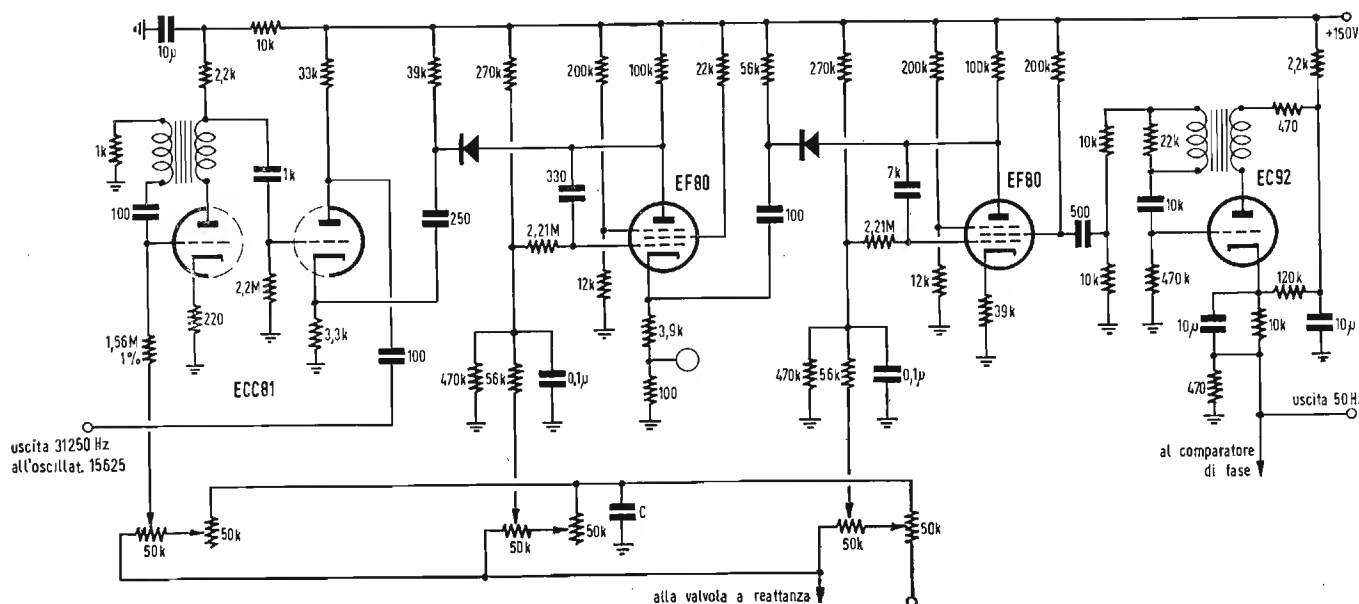 10μ
10k
+150V
2,2k
33k
39k
270k
200k
100k
22k
56k
270k
200k
100k
200k
2,2k
470
1k
1k
330
EF80
7k
EF80
10k
22k
EC92
100
250
2,21M
100
2,21M
500
10k
2,2M
12k
12k
10k
470k
120k
220
3,3k
3,9k
39k
10μ
10k
10μ
1,56M
1%
ECC81
100
470k
56k
0,1μ
100
470k
56k
0,1μ
470
uscita 50Hz
uscita 31250 Hz
all'oscillat. 15625
al comparatore
di fase
50k
50k
50k
50k
C
50k
50k
alla valvola a reattanza